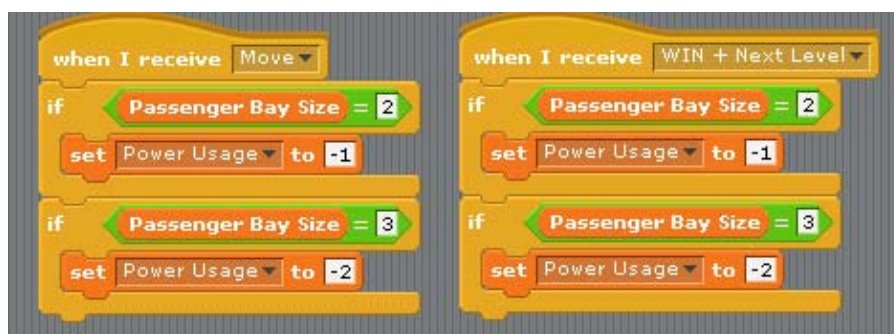 when I receive Move
if Passenger Bay Size = 2
set Power Usage to -1
if Passenger Bay Size = 3
set Power Usage to -2
when I receive WIN + Next Level
if Passenger Bay Size = 2
set Power Usage to -1
if Passenger Bay Size = 3
set Power Usage to -2